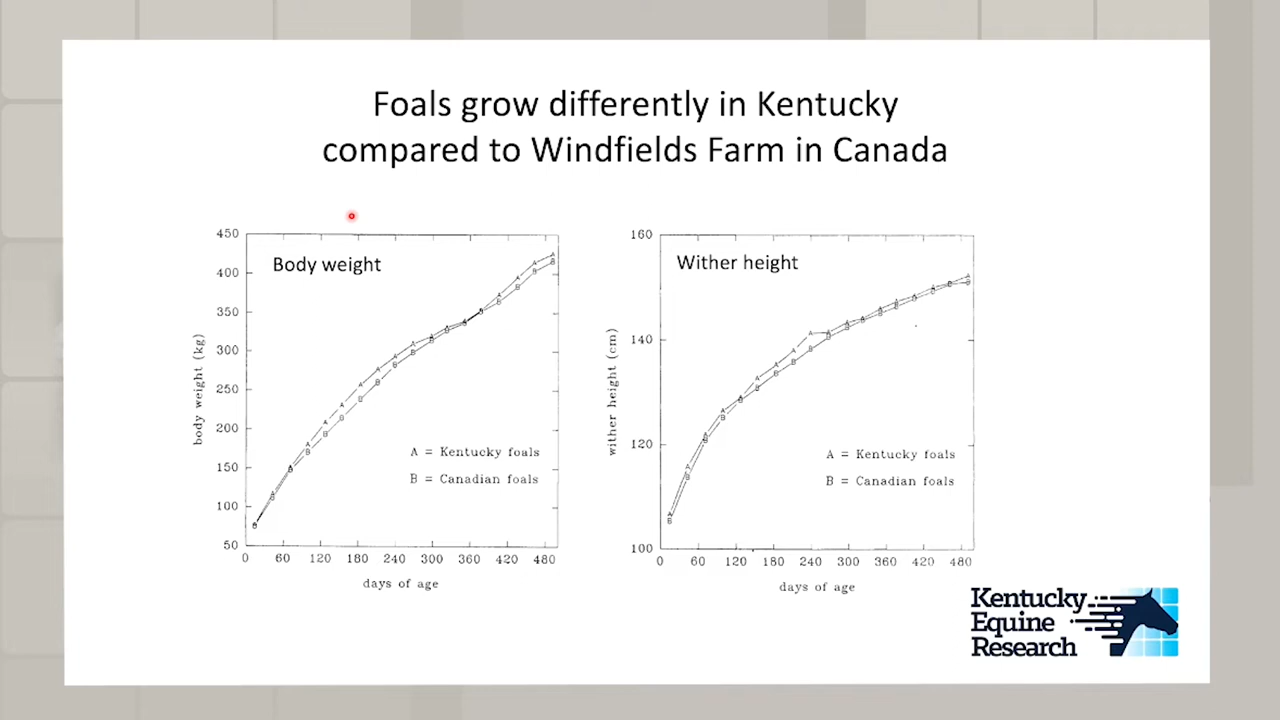 Foals grow differently in Kentucky
compared to Windfields Farm in Canada
Body weight
450
400
350
300
250
200
150
100
50
0 60 120 180 240 300 360 420 480
body weight (kg)
days of age
A = Kentucky foals
B = Canadian foals
Wither height
160
140
120
100
0 60 120 180 240 300 360 420 480
wither height (cm)
days of age
A = Kentucky foals
B = Canadian foals
Kentucky
Equine
Research